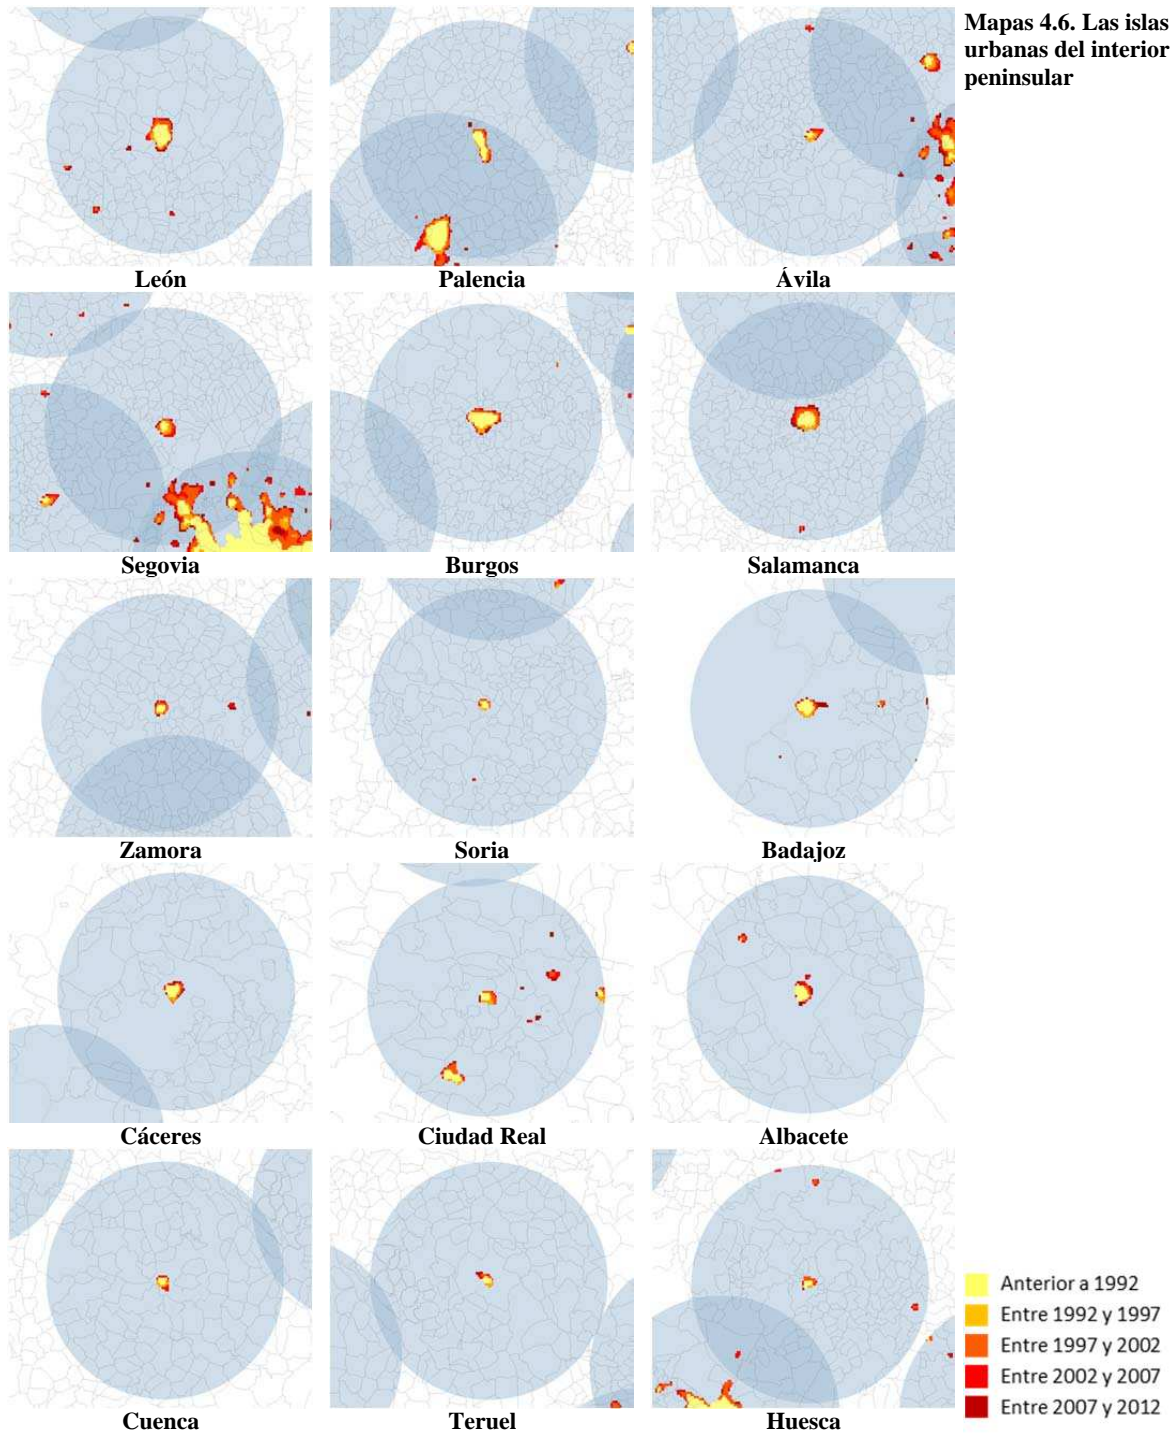 Mapas 4.6. Las islas
urbanas del interior
peninsular
León
Palencia
Ávila
Segovia
Burgos
Salamanca
Zamora
Soria
Badajoz
Cáceres
Ciudad Real
Albacete
Cuenca
Teruel
Huesca
Anterior a 1992
Entre 1992 y 1997
Entre 1997 y 2002
Entre 2002 y 2007
Entre 2007 y 2012